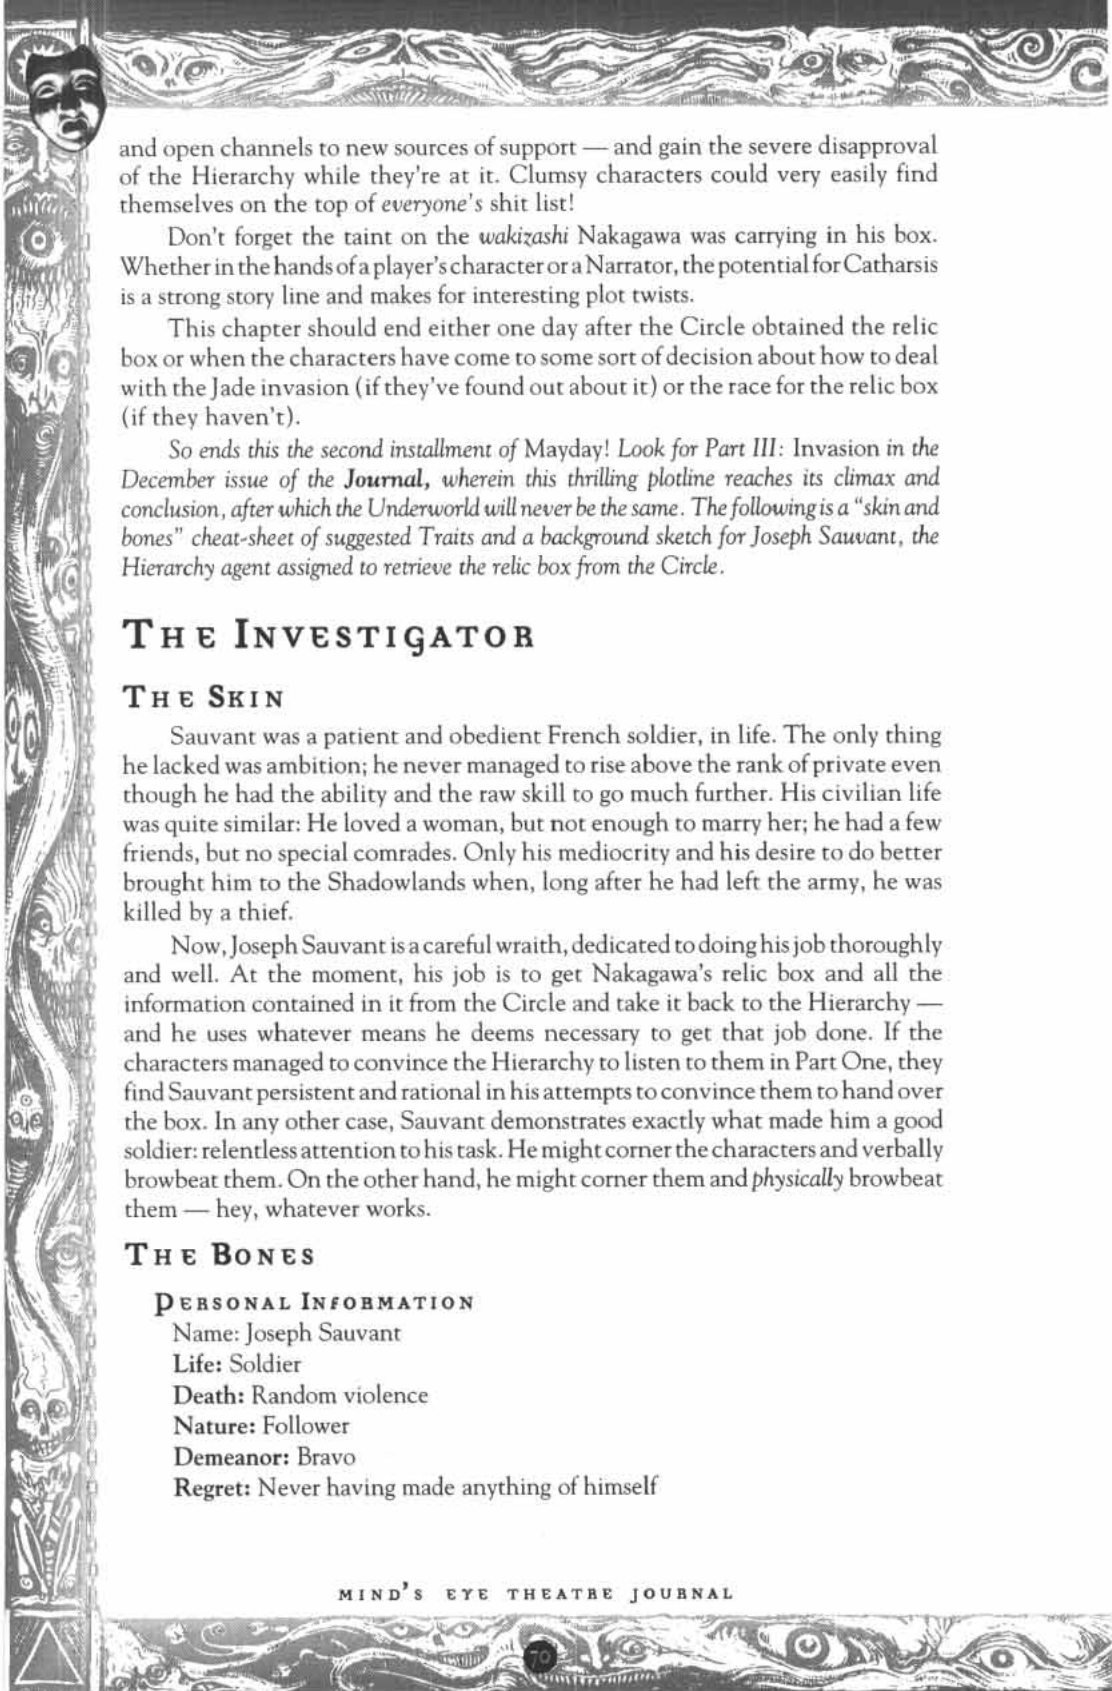 and open channels to new sources of support — and gain the severe disapproval
of the Hierarchy while they're at it. Clumsy characters could very easily find
themselves on the top of everyone's shit list!
Don't forget the taint on the wakizashi Nakagawa was carrying in his box.
Whether in the hands of a player's character or a Narrator, the potential for Catharsis
is a strong story line and makes for interesting plot twists.
This chapter should end either one day after the Circle obtained the relic
box or when the characters have come to some sort of decision about how to deal
with the Jade invasion (if they've found out about it) or the race for the relic box
(if they haven't).
So ends this the second installment of Mayday! Look for Part III: Invasion in the
December issue of the Journal, wherein this thrilling plotline reaches its climax and
conclusion, after which the Underworld will never be the same. The following is a "skin and
bones" cheat-sheet of suggested Traits and a background sketch for Joseph Sauvant, the
Hierarchy agent assigned to retrieve the relic box from the Circle.
THE INVESTIGATOR
THE SKIN
Sauvant was a patient and obedient French soldier, in life. The only thing
he lacked was ambition; he never managed to rise above the rank of private even
though he had the ability and the raw skill to go much further. His civilian life
was quite similar: He loved a woman, but not enough to marry her; he had a few
friends, but no special comrades. Only his mediocrity and his desire to do better
brought him to the Shadowlands when, long after he had left the army, he was
killed by a thief.
Now, Joseph Sauvant is a careful wraith, dedicated to doing his job thoroughly
and well. At the moment, his job is to get Nakagawa's relic box and all the
information contained in it from the Circle and take it back to the Hierarchy —
and he uses whatever means he deems necessary to get that job done. If the
characters managed to convince the Hierarchy to listen to them in Part One, they
find Sauvant persistent and rational in his attempts to convince them to hand over
the box. In any other case, Sauvant demonstrates exactly what made him a good
soldier: relentless attention to his task. He might corner the characters and verbally
browbeat them. On the other hand, he might corner them and physically browbeat
them — hey, whatever works.
THE BONES
PERSONAL INFORMATION
Name: Joseph Sauvant
Life: Soldier
Death: Random violence
Nature: Follower
Demeanor: Bravo
Regret: Never having made anything of himself
MIND'S EYE THEATRE JOURNAL
70